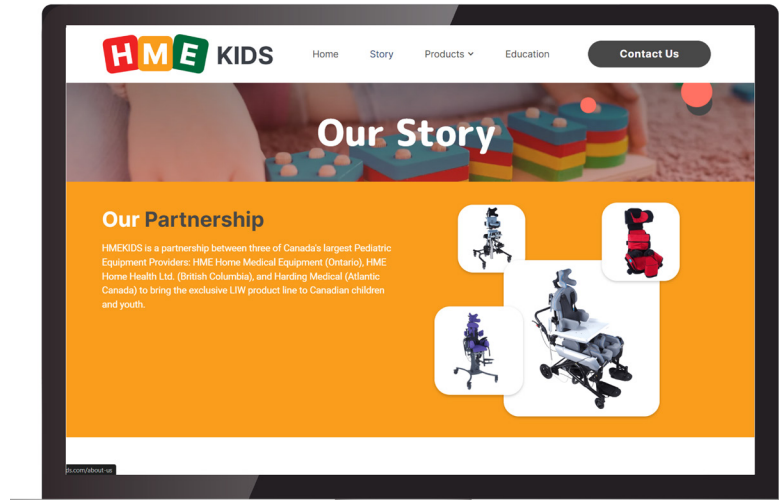 HME KIDS
Home Story Products Education Contact Us
Our Story
Our Partnership
HMEKIDS is a partnership between three of Canada's largest Pediatric
Equipment Providers: HME Home Medical Equipment (Ontario), HME
Home Health Ltd. (British Columbia), and Harding Medical (Atlantic
Canada) to bring the exclusive LIW product line to Canadian children
and youth.
ds.com/about-us